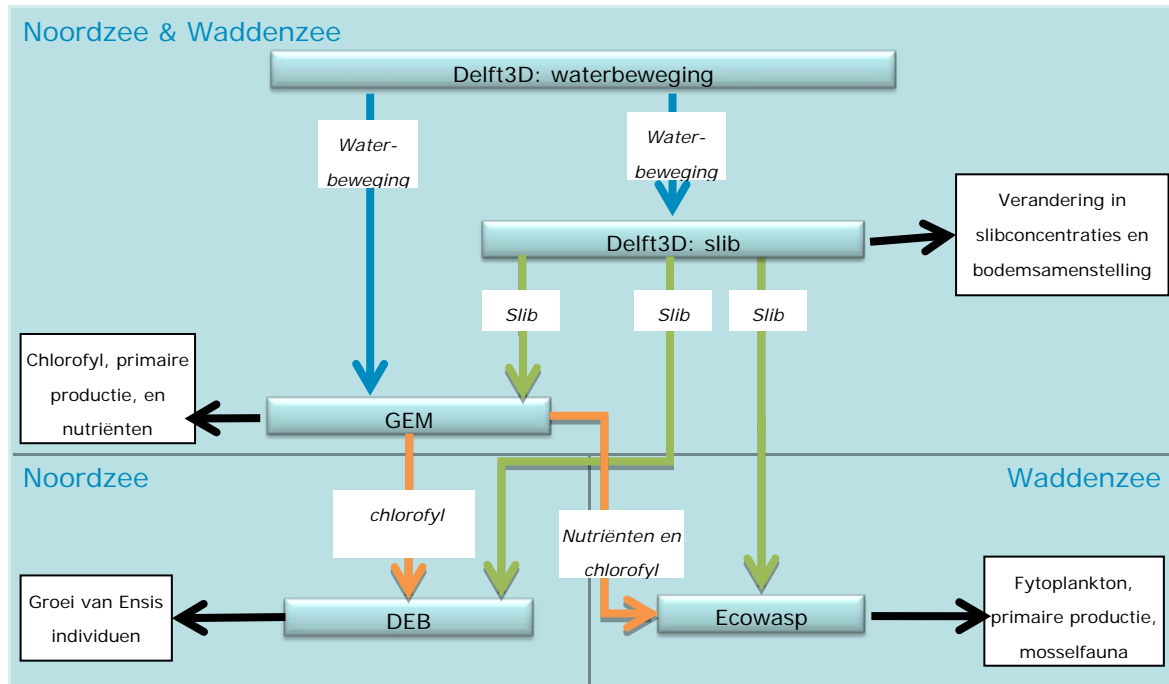 Noordzee & Waddenzee
Delft3D: waterbeweging
Water-
beweging
Water-
beweging
Verandering in
slibconcentraties en
bodemsamenstelling
Delft3D: slib
Slib
Slib
Slib
Chlorofyl, primaire
productie, en
nutriënten
GEM
Noordzee
Waddenzee
chlorofyl
Nutriënten en
chlorofyl
Groei van Ensis
individuen
DEB
Ecowasp
Fytoplankton,
primaire productie,
mosselfauna